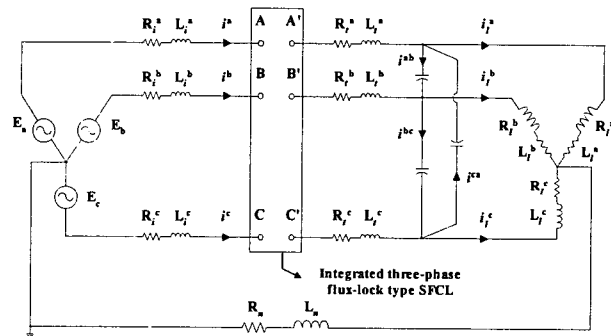 R_i^a L_i^a i^a A A' R_t^a L_t^a i_l^a
i^ab
R_i^b L_i^b i^b B B' R_t^b L_t^b i_l^b
E_a E_b
R_l^b
L_l^b L_l^a
i^bc
i^ca
R_l^c
L_l^c
E_c
R_i^c L_i^c i^c C C' R_t^c L_t^c i_l^c
Integrated three-phase
flux-lock type SFCL
R_n L_n